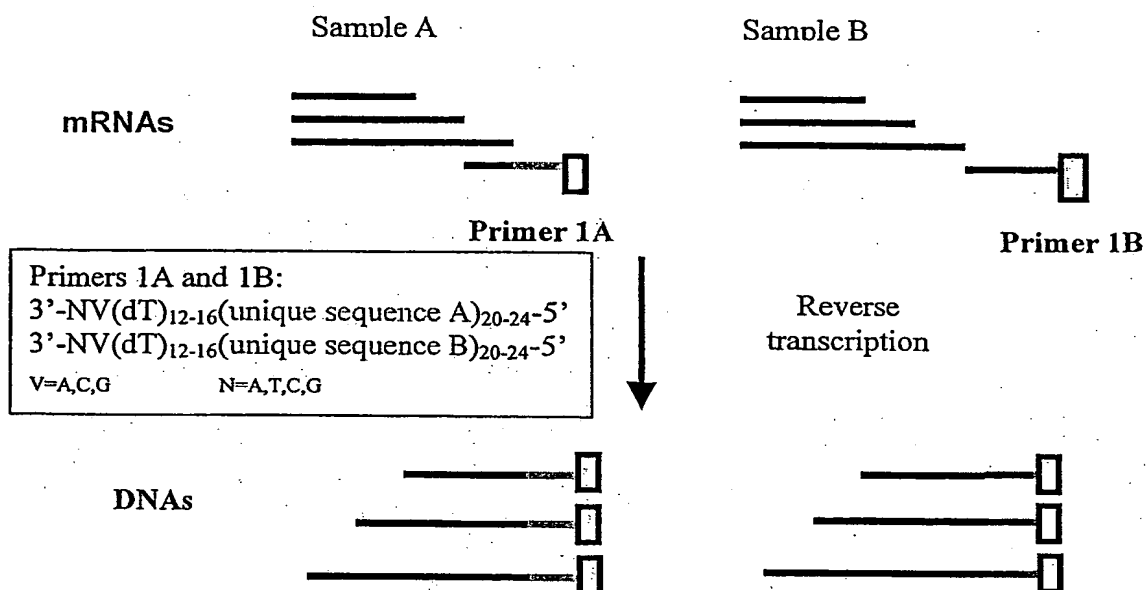 Sample A
Sample B
mRNAs
Primer 1A
Primer 1B
Primers 1A and 1B:
3’-NV(dT)12-16(unique sequence A)20-24-5’
3’-NV(dT)12-16(unique sequence B)20-24-5’
V=A,C,G N=A,T,C,G
Reverse
transcription
DNAs